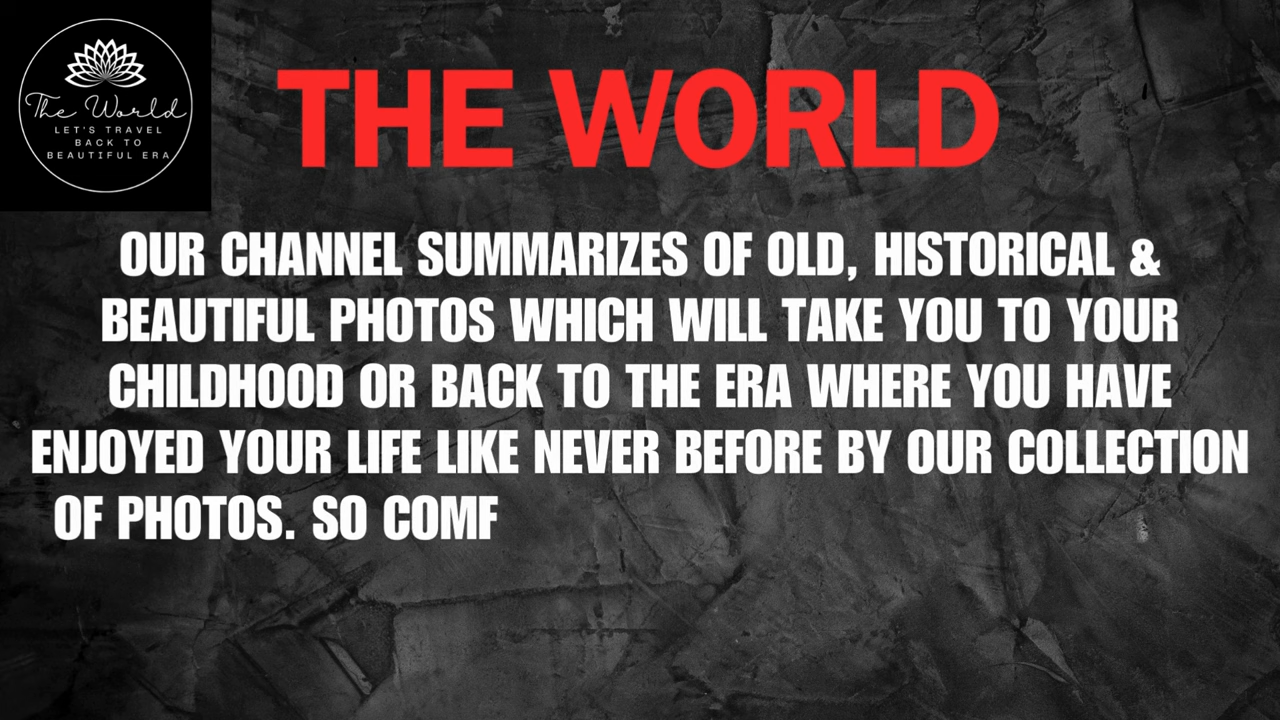 The World
LET'S TRAVEL
BACK TO
BEAUTIFUL ERA
THE WORLD
OUR CHANNEL SUMMARIZES OF OLD, HISTORICAL &
BEAUTIFUL PHOTOS WHICH WILL TAKE YOU TO YOUR
CHILDHOOD OR BACK TO THE ERA WHERE YOU HAVE
ENJOYED YOUR LIFE LIKE NEVER BEFORE BY OUR COLLECTION
OF PHOTOS. SO COMF